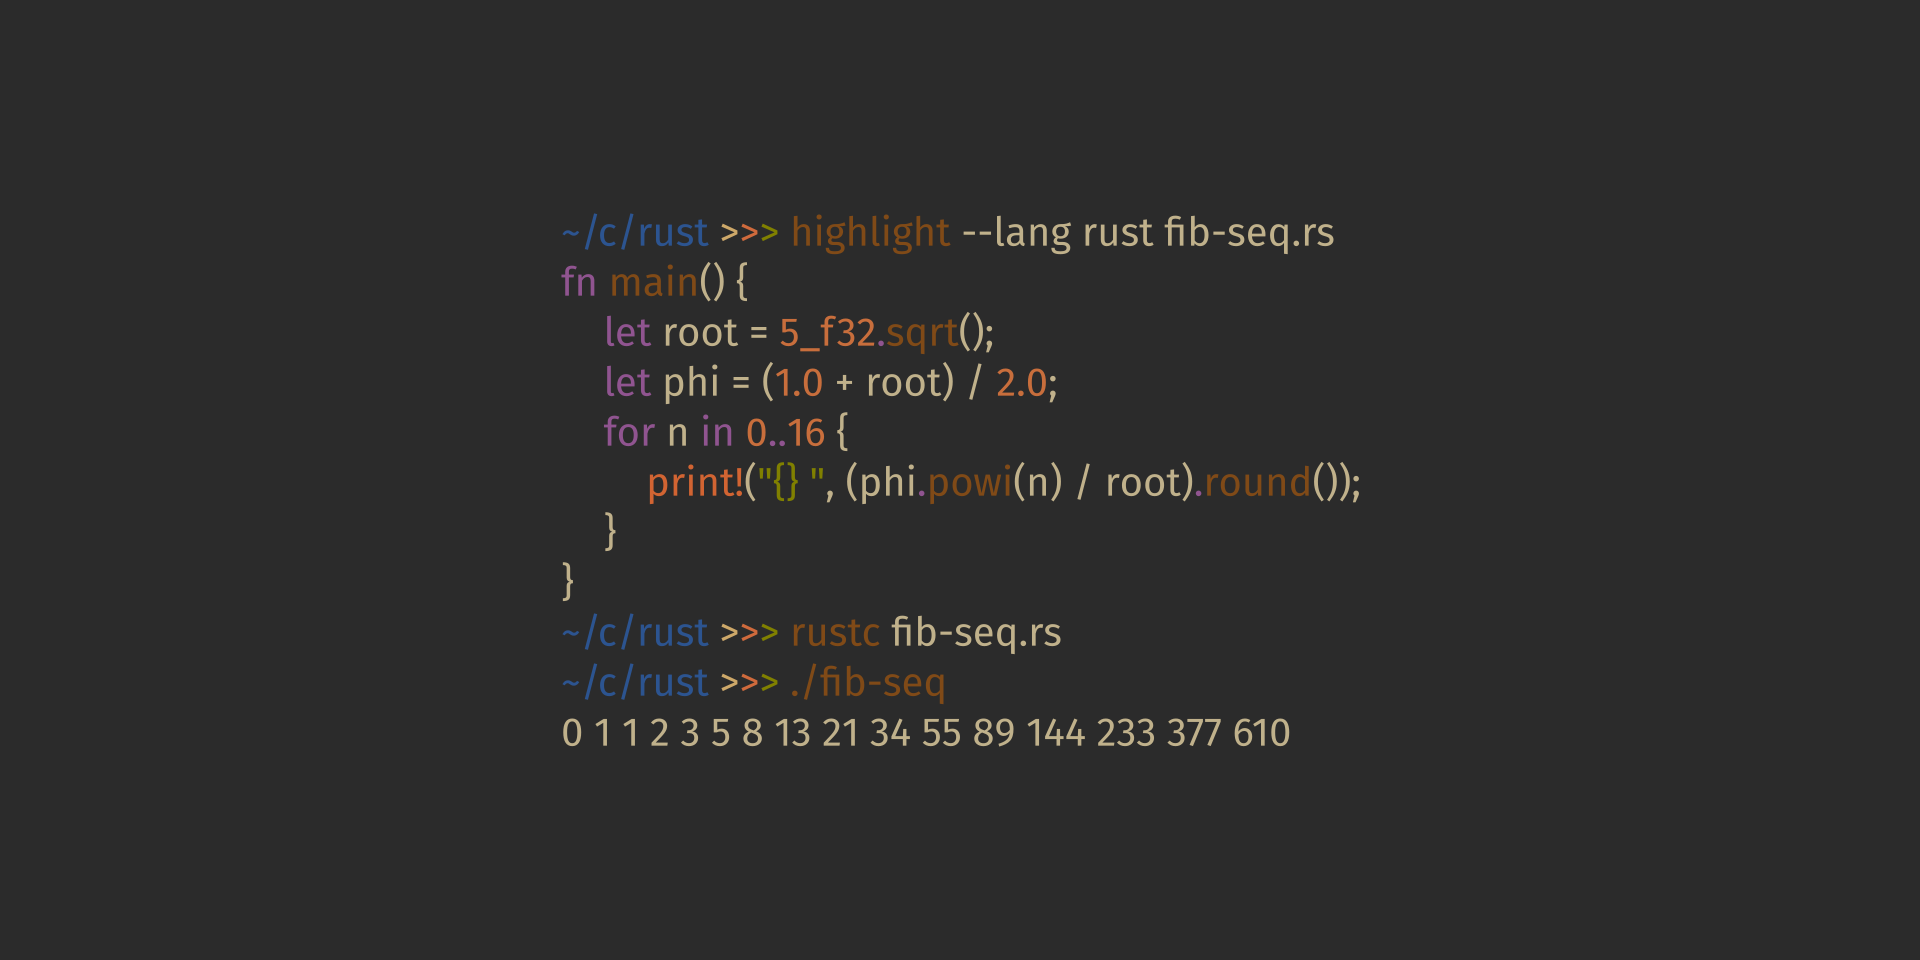 ~/c/rust >>> highlight --lang rust fib-seq.rs
fn main() {
    let root = 5_f32.sqrt();
    let phi = (1.0 + root) / 2.0;
    for n in 0..16 {
        print!("{} ", (phi.powi(n) / root).round());
    }
}
~/c/rust >>> rustc fib-seq.rs
~/c/rust >>> ./fib-seq
0 1 1 2 3 5 8 13 21 34 55 89 144 233 377 610